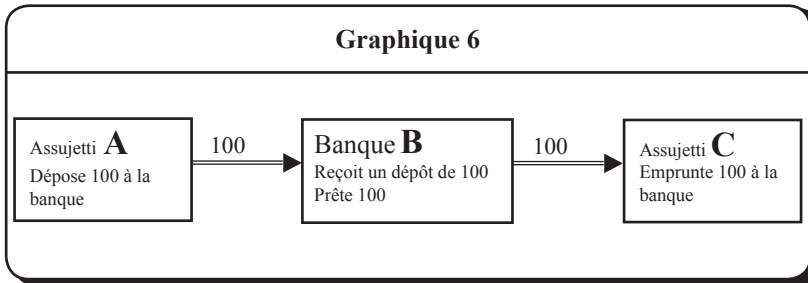 Graphique 6
Assujetti A
Dépose 100 à la
banque
100
Banque B
Reçoit un dépôt de 100
Prête 100
100
Assujetti C
Emprunte 100 à la
banque